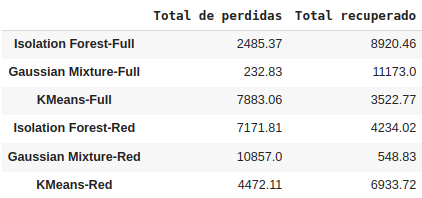 Total de perdidas Total recuperado
Isolation Forest-Full 2485.37 8920.46
Gaussian Mixture-Full 232.83 11173.0
KMeans-Full 7883.06 3522.77
Isolation Forest-Red 7171.81 4234.02
Gaussian Mixture-Red 10857.0 548.83
KMeans-Red 4472.11 6933.72